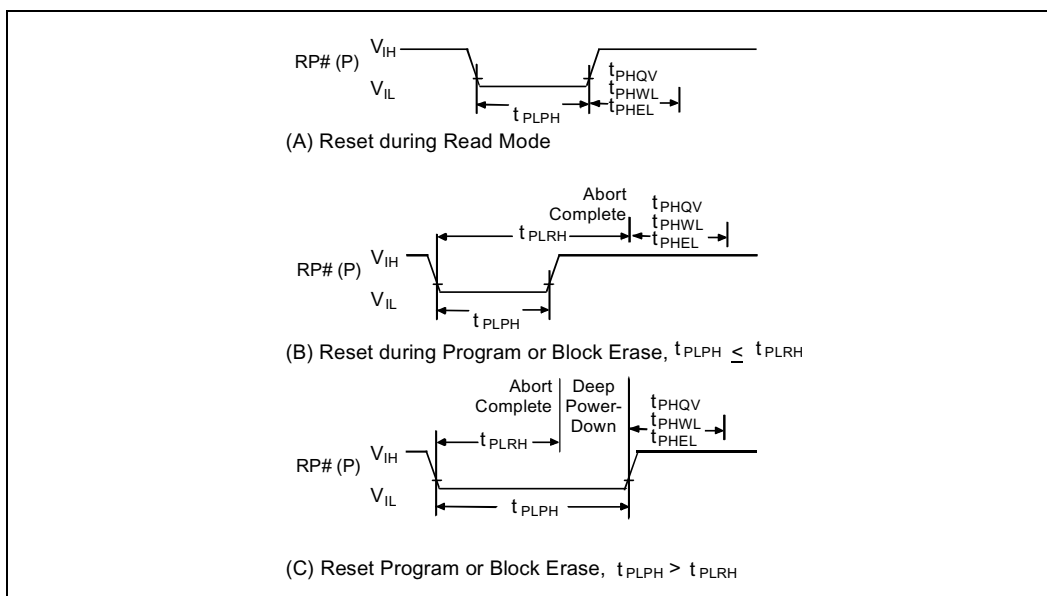 V_IH
RP# (P)
V_IL
t_PHQV
t_PHWL
t_PHEL
t_PLPH
(A) Reset during Read Mode
Abort
Complete
t_PHQV
t_PHWL
t_PHEL
t_PLRH
V_IH
RP# (P)
V_IL
t_PLPH
(B) Reset during Program or Block Erase, t_PLPH ≤ t_PLRH
Abort
Complete
Deep
Power-
Down
t_PHQV
t_PHWL
t_PHEL
t_PLRH
V_IH
RP# (P)
V_IL
t_PLPH
(C) Reset Program or Block Erase, t_PLPH > t_PLRH